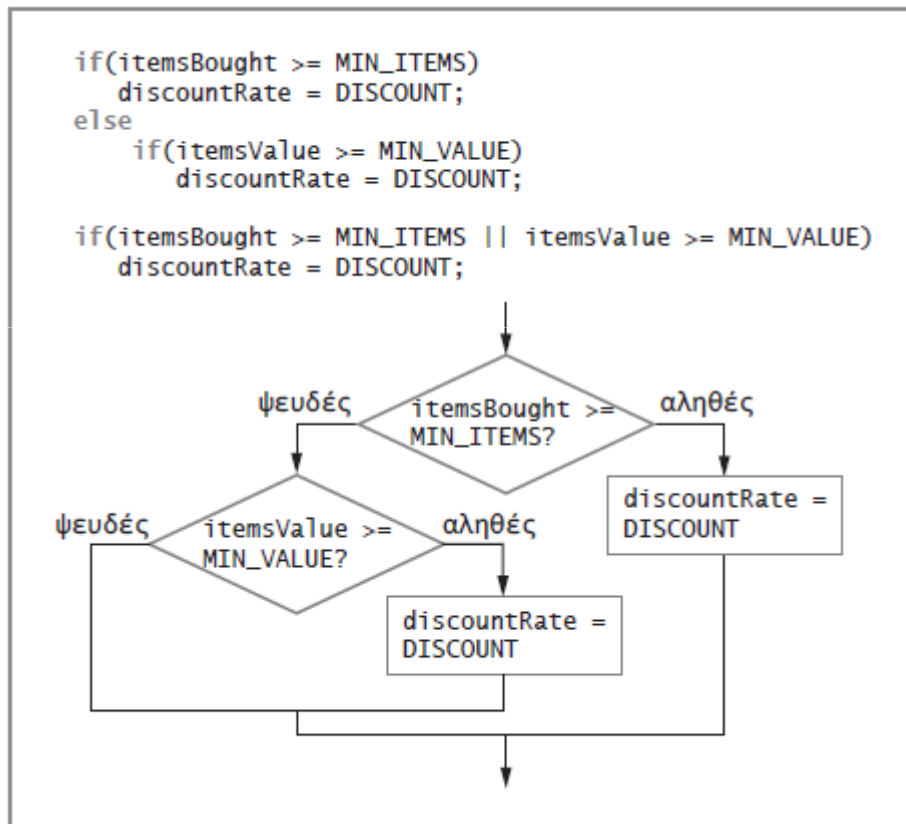 if(itemsBought >= MIN_ITEMS)
discountRate = DISCOUNT;
else
if(itemsValue >= MIN_VALUE)
discountRate = DISCOUNT;
if(itemsBought >= MIN_ITEMS || itemsValue >= MIN_VALUE)
discountRate = DISCOUNT;
ψευδές
itemsBought >=
MIN_ITEMS?
αληθές
discountRate =
DISCOUNT
ψευδές
itemsValue >=
MIN_VALUE?
αληθές
discountRate =
DISCOUNT